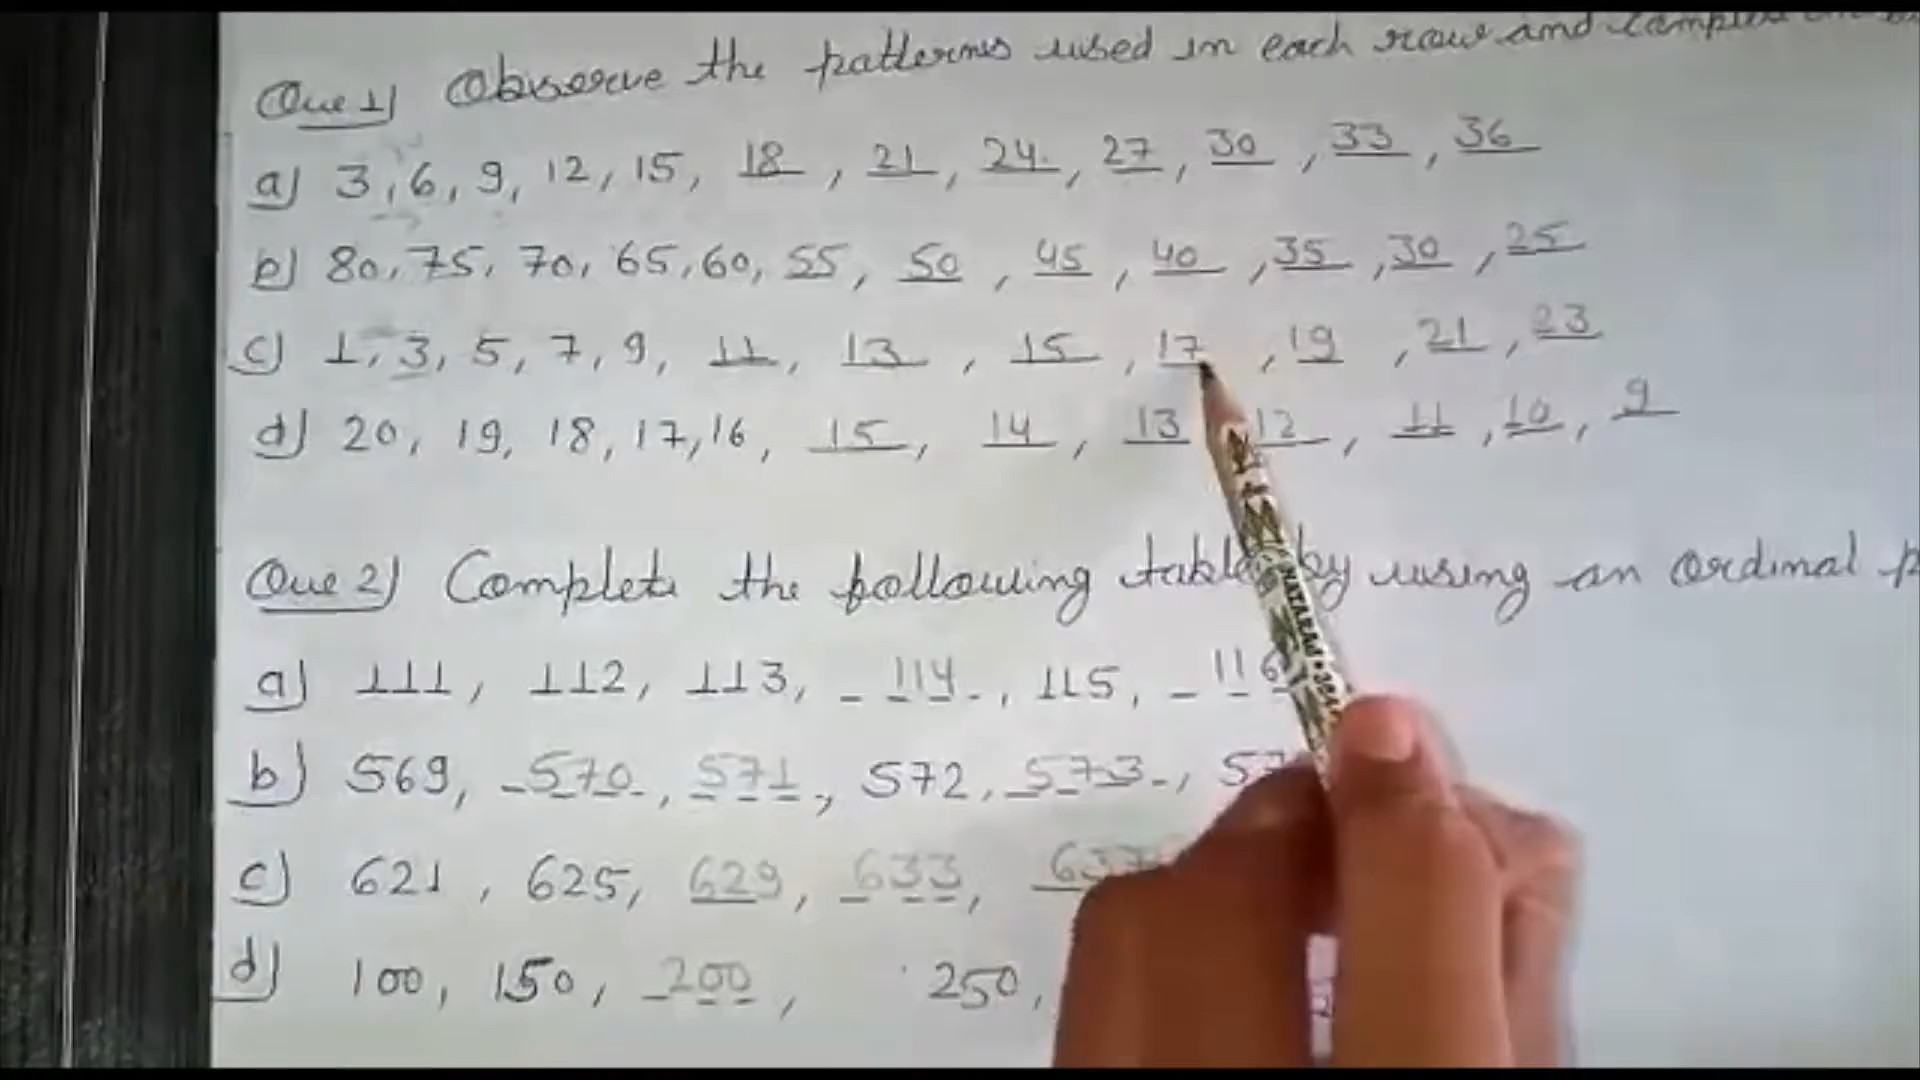 Que 1) Observe the patterns used in each row and
a) 3, 6, 9, 12, 15, 18, 21, 24, 27, 30, 33, 36
b) 80, 75, 70, 65, 60, 55, 50, 45, 40, 35, 30, 25
c) 1, 3, 5, 7, 9, 11, 13, 15, 17, 19, 21, 23
d) 20, 19, 18, 17, 16, 15, 14, 13, 12, 11, 10, 9
Que 2) Complete the following table by using an ordinal
a) 111, 112, 113, 114, 115, 116
b) 569, 570, 571, 572, 573,
c) 621, 625, 629, 633, 637
d) 100, 150, 200, 250,